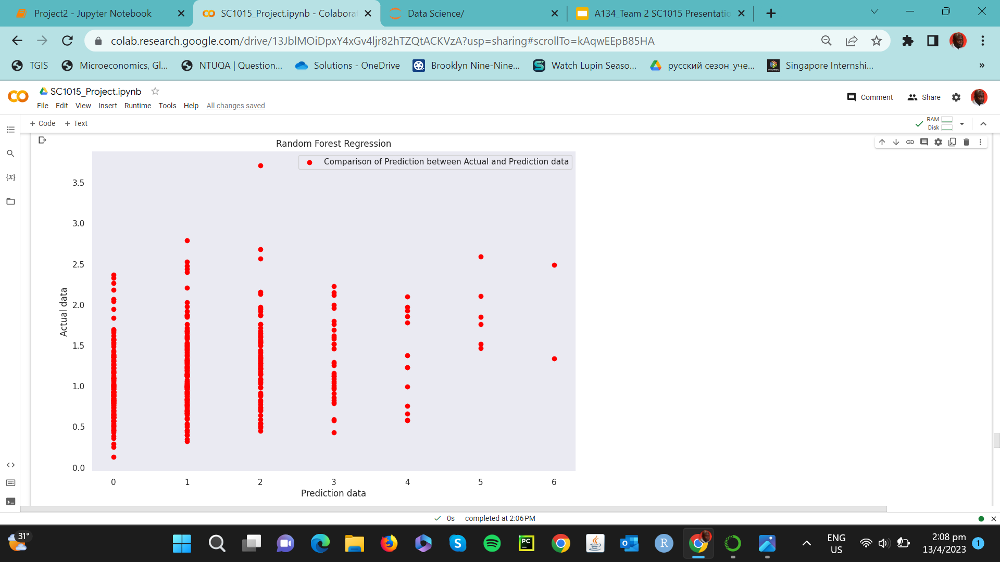 Project2 - Jupyter Notebook
SC1015_Project.ipynb - Colaborat
Data Science/
A134_Team 2 SC1015 Presentatio
colab.research.google.com/drive/13JblMOiDpxY4xGv4ljr82hTZQtACKVzA?usp=sharing#scrollTo=kAqwEEpB85HA
TGIS
Microeconomics, Gl...
NTUQA | Question...
Solutions - OneDrive
Brooklyn Nine-Nine...
Watch Lupin Seaso...
русский сезон_уче...
Singapore Internshi...
»
SC1015_Project.ipynb
Comment
Share
File Edit View Insert Runtime Tools Help All changes saved
+ Code + Text
RAM
Disk
{x}
Random Forest Regression
Comparison of Prediction between Actual and Prediction data
3.5
3.0
2.5
2.0
1.5
1.0
0.5
0.0
Actual data
0 1 2 3 4 5 6
Prediction data
0s completed at 2:06 PM
31°
PC
R
ENG
US
2:08 pm
13/4/2023
1